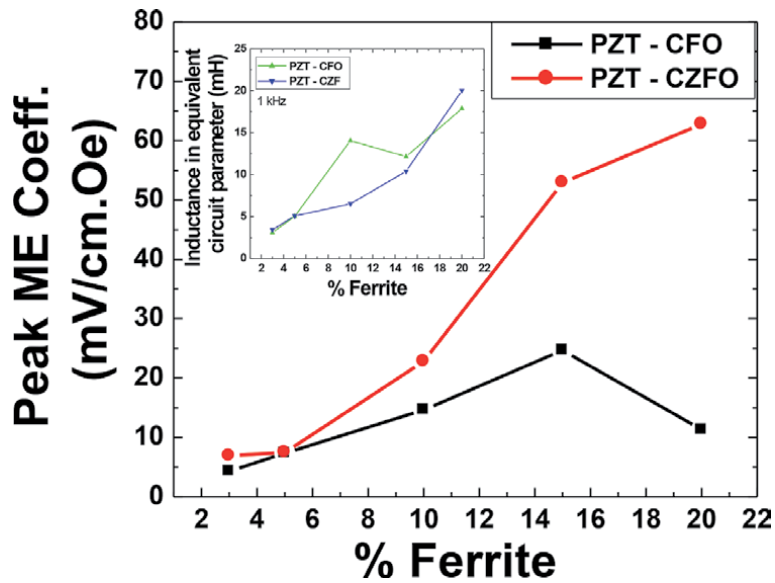 80
70
60
50
40
30
20
10
0
Peak ME Coeff.
(mV/cm.Oe)
2 4 6 8 10 12 14 16 18 20 22
% Ferrite
PZT - CFO
PZT - CZFO
25
20
15
10
5
0
Inductance in equivalent
circuit parameter (mH)
PZT - CFO
PZT - CZF
1 kHz
2 4 6 8 10 12 14 16 18 20 22
% Ferrite